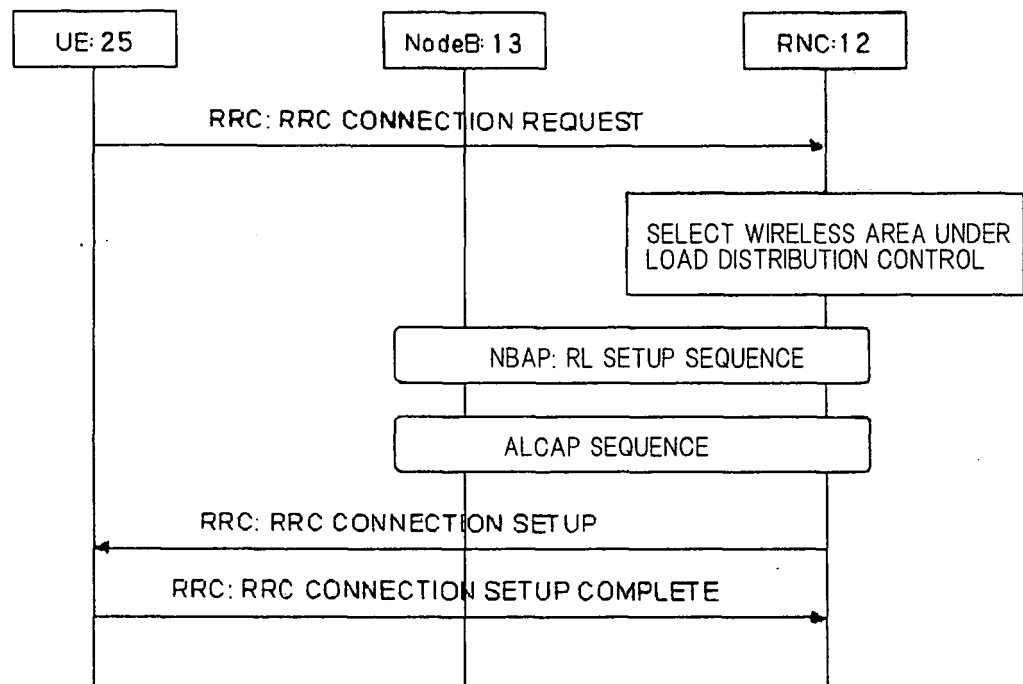 UE:25
NodeB:13
RNC:12
RRC: RRC CONNECTION REQUEST
SELECT WIRELESS AREA UNDER
LOAD DISTRIBUTION CONTROL
NBAP: RL SETUP SEQUENCE
ALCAP SEQUENCE
RRC: RRC CONNECTION SETUP
RRC: RRC CONNECTION SETUP COMPLETE